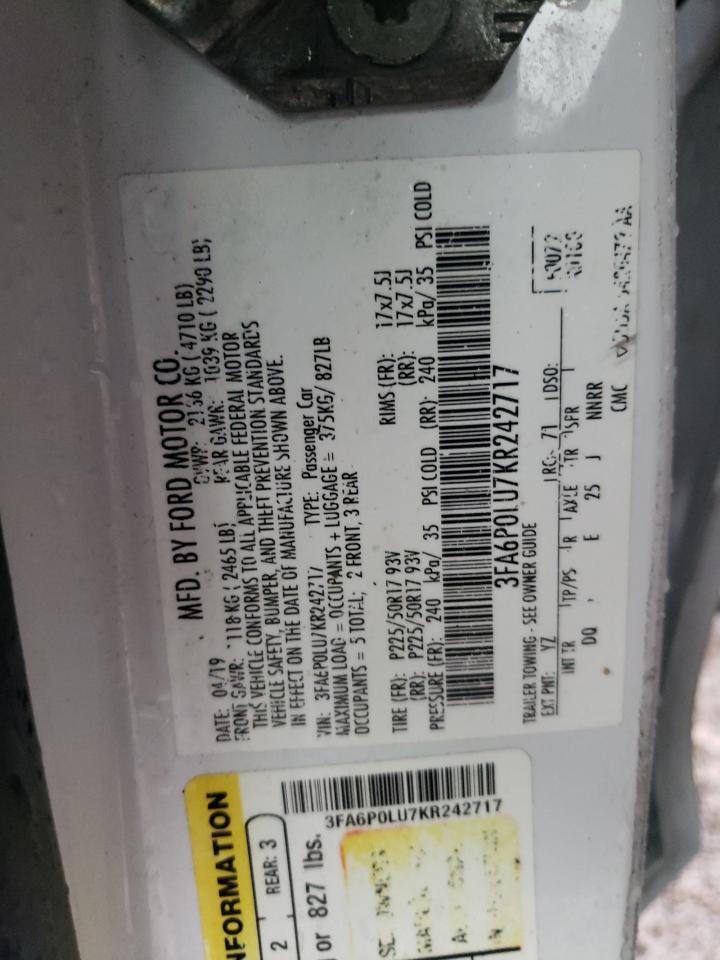 MFD. BY FORD MOTOR CO.
DATE: 04/19 GVWR: 2136 KG ( 4710 LB)
FRONT GAWR: 1118 KG ( 2465 LB) REAR GAWR: 1039 KG ( 2290 LB)
THIS VEHICLE CONFORMS TO ALL APPLICABLE FEDERAL MOTOR
VEHICLE SAFETY, BUMPER, AND THEFT PREVENTION STANDARDS
IN EFFECT ON THE DATE OF MANUFACTURE SHOWN ABOVE.
VIN: 3FA6P0LU7KR242717 TYPE: Passenger Car
MAXIMUM LOAD = OCCUPANTS + LUGGAGE = 375KG/ 827LB
OCCUPANTS = 5 TOTAL; 2 FRONT, 3 REAR
TIRE (FR): P225/50R17 93V RIMS (FR): 17x7.5J
(RR): P225/50R17 93V (RR): 17x7.5J
PRESSURE (FR): 240 kPa/ 35 PSI COLD (RR): 240 kPa/ 35 PSI COLD
3FA6P0LU7KR242717
TRAILER TOWING - SEE OWNER GUIDE
EXT PNT: YZ RC: 71 DSO:
INT TR TP/PS R AXLE TR SPR
DQ , E 25 J NNRR
CMC
NFORMATION
2 REAR: 3
3FA6P0LU7KR242717
or 827 lbs.